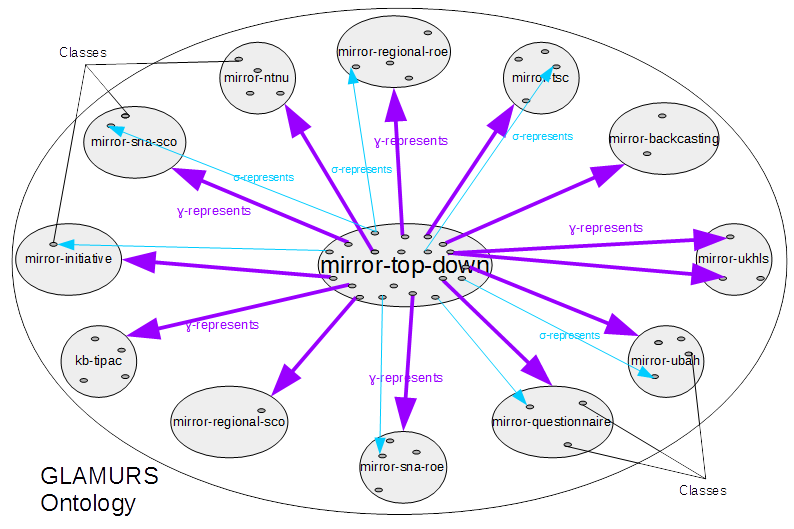 Classes
mirror-regional-roe
mirror-ntnu
mirror-tsc
mirror-sna-sco
σ-represents
σ-represents
ɣ-represents
mirror-backcasting
σ-represents
ɣ-represents
ɣ-represents
mirror-initiative
mirror-top-down
mirror-ukhls
ɣ-represents
σ-represents
kb-tipac
mirror-ubah
ɣ-represents
mirror-regional-sco
mirror-questionnaire
mirror-sna-roe
Classes
GLAMURS
Ontology